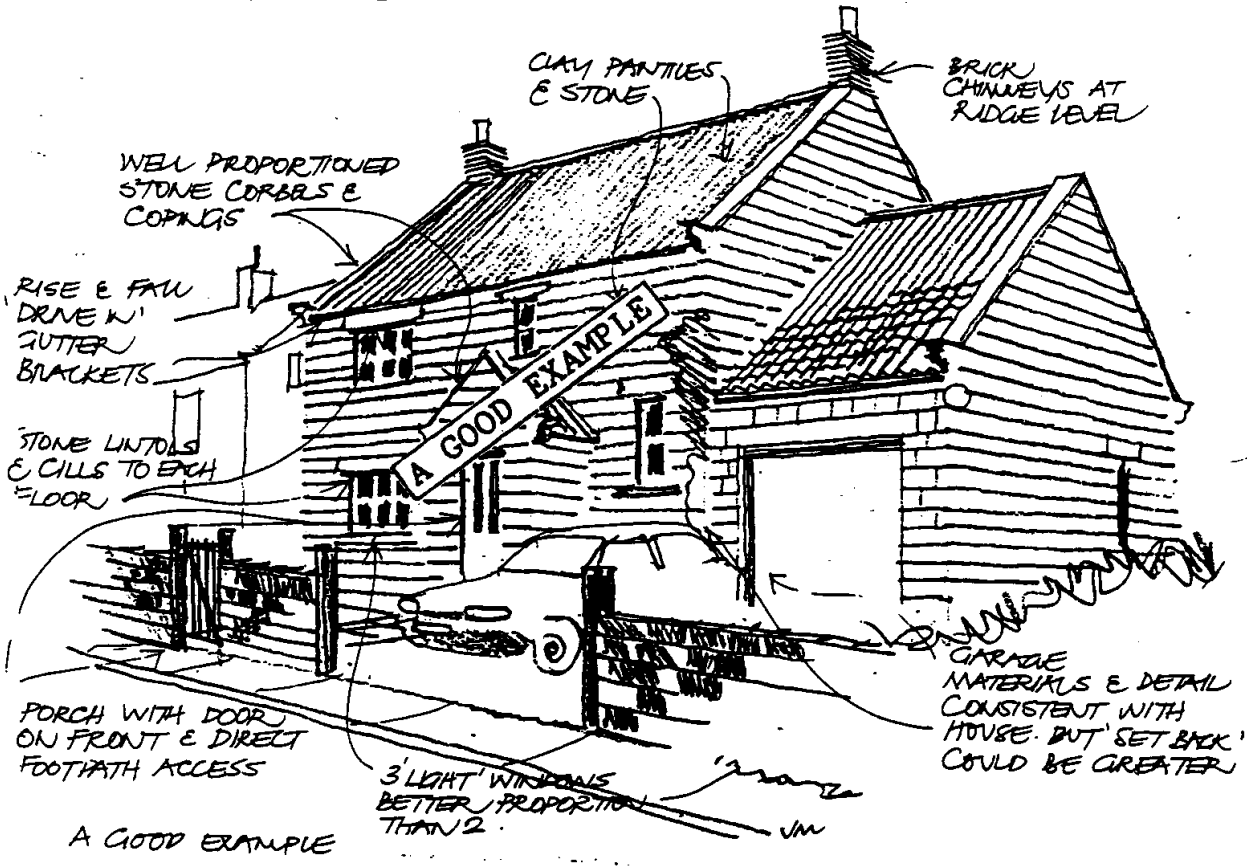 CLAY PANTILES
& STONE
BRICK
CHIMNEYS AT
RIDGE LEVEL
WELL PROPORTIONED
STONE CORBELS &
COPINGS
RISE & FALL
'DRIVE IN'
GUTTER
BRACKETS
STONE LINTOLS
& CILLS TO EACH
FLOOR
A GOOD EXAMPLE
PORCH WITH DOOR
ON FRONT & DIRECT
FOOTPATH ACCESS
3 'LIGHT' WINDOWS
BETTER PROPORTION
THAN 2.
GARAGE
MATERIALS & DETAIL
CONSISTENT WITH
HOUSE. BUT 'SET BACK'
COULD BE GREATER
JM
A GOOD EXAMPLE